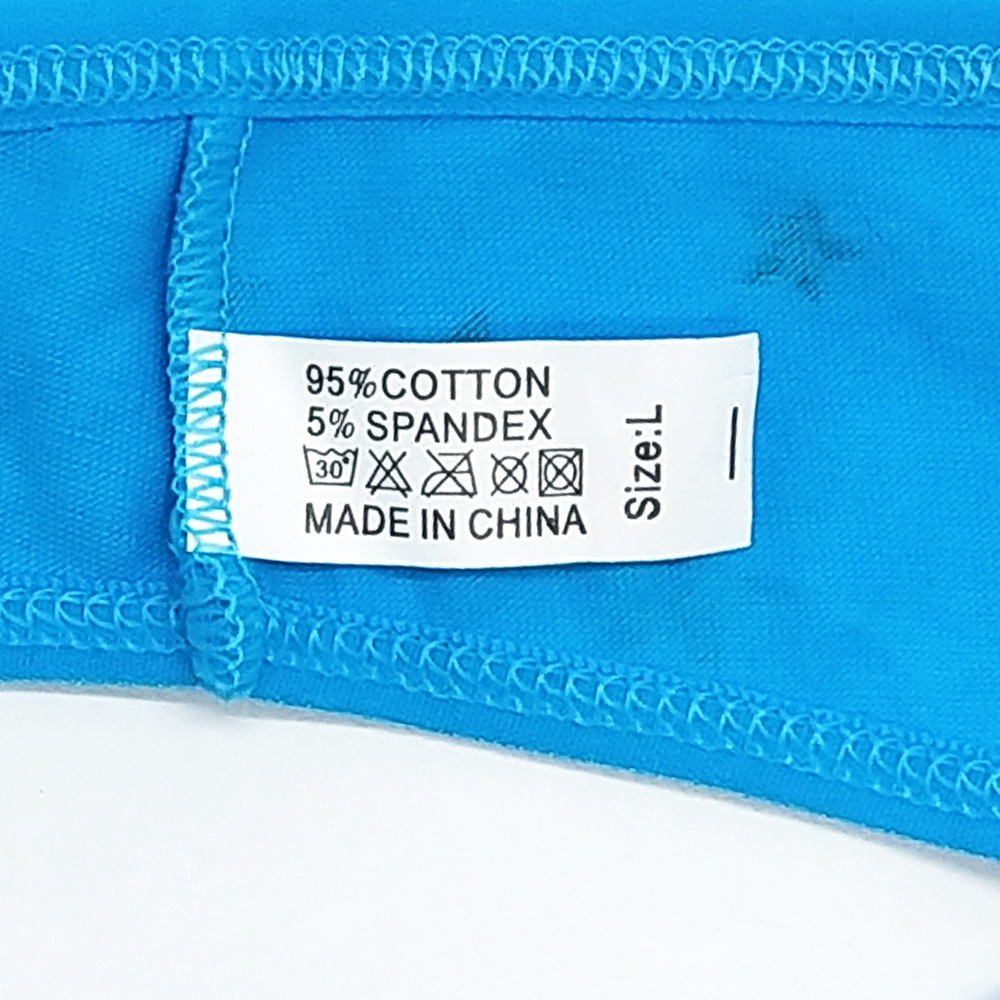 95%COTTON
5% SPANDEX
30°
MADE IN CHINA
Size:L